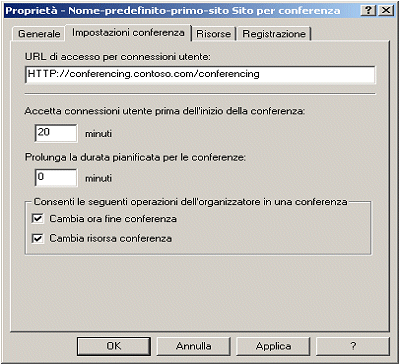 Proprietà - Nome-predefinito-primo-sito Sito per conferenza
Generale
Impostazioni conferenza
Risorse
Registrazione
URL di accesso per connessioni utente:
HTTP://conferencing.contoso.com/conferencing
Accetta connessioni utente prima dell'inizio della conferenza:
20 minuti
Prolunga la durata pianificata per le conferenze:
0 minuti
Consenti le seguenti operazioni dell'organizzatore in una conferenza
Cambia ora fine conferenza
Cambia risorsa conferenza
OK
Annulla
Applica
?